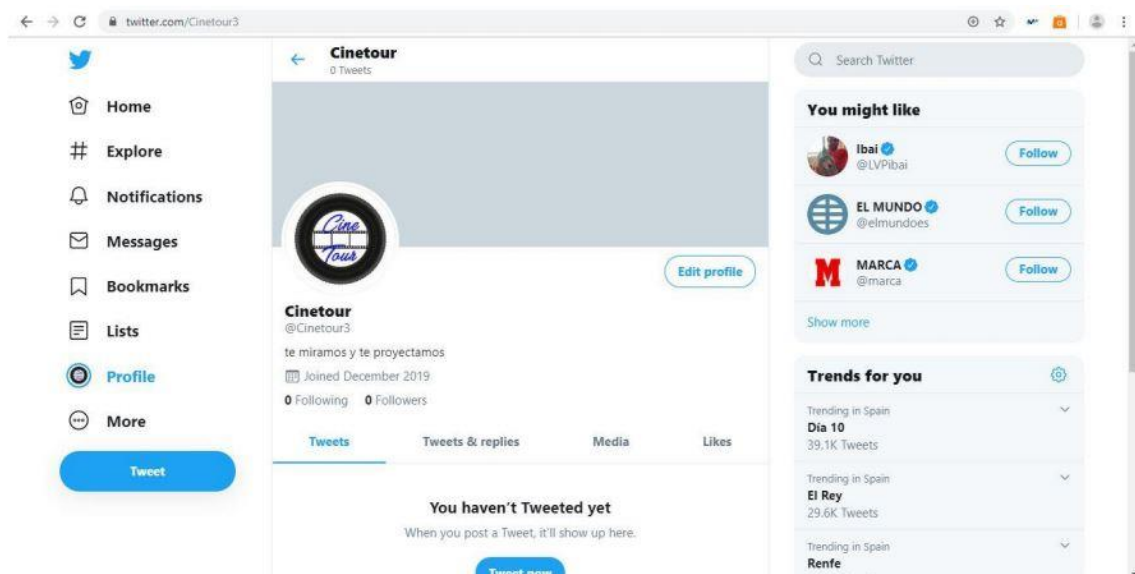 twitter.com/Cinetour3
Cinetour
0 Tweets
Search Twitter
Home
Explore
Notifications
Messages
Bookmarks
Lists
Profile
More
Tweet
Cine
Tour
Edit profile
Cinetour
@Cinetour3
te miramos y te proyectamos
Joined December 2019
0 Following 0 Followers
Tweets Tweets & replies Media Likes
You haven't Tweeted yet
When you post a Tweet, it'll show up here.
Tweet now
You might like
Ibai
@LVPibai
Follow
EL MUNDO
@elmundoes
Follow
M
MARCA
@marca
Follow
Show more
Trends for you
Trending in Spain
Día 10
39.1K Tweets
Trending in Spain
El Rey
29.6K Tweets
Trending in Spain
Renfe